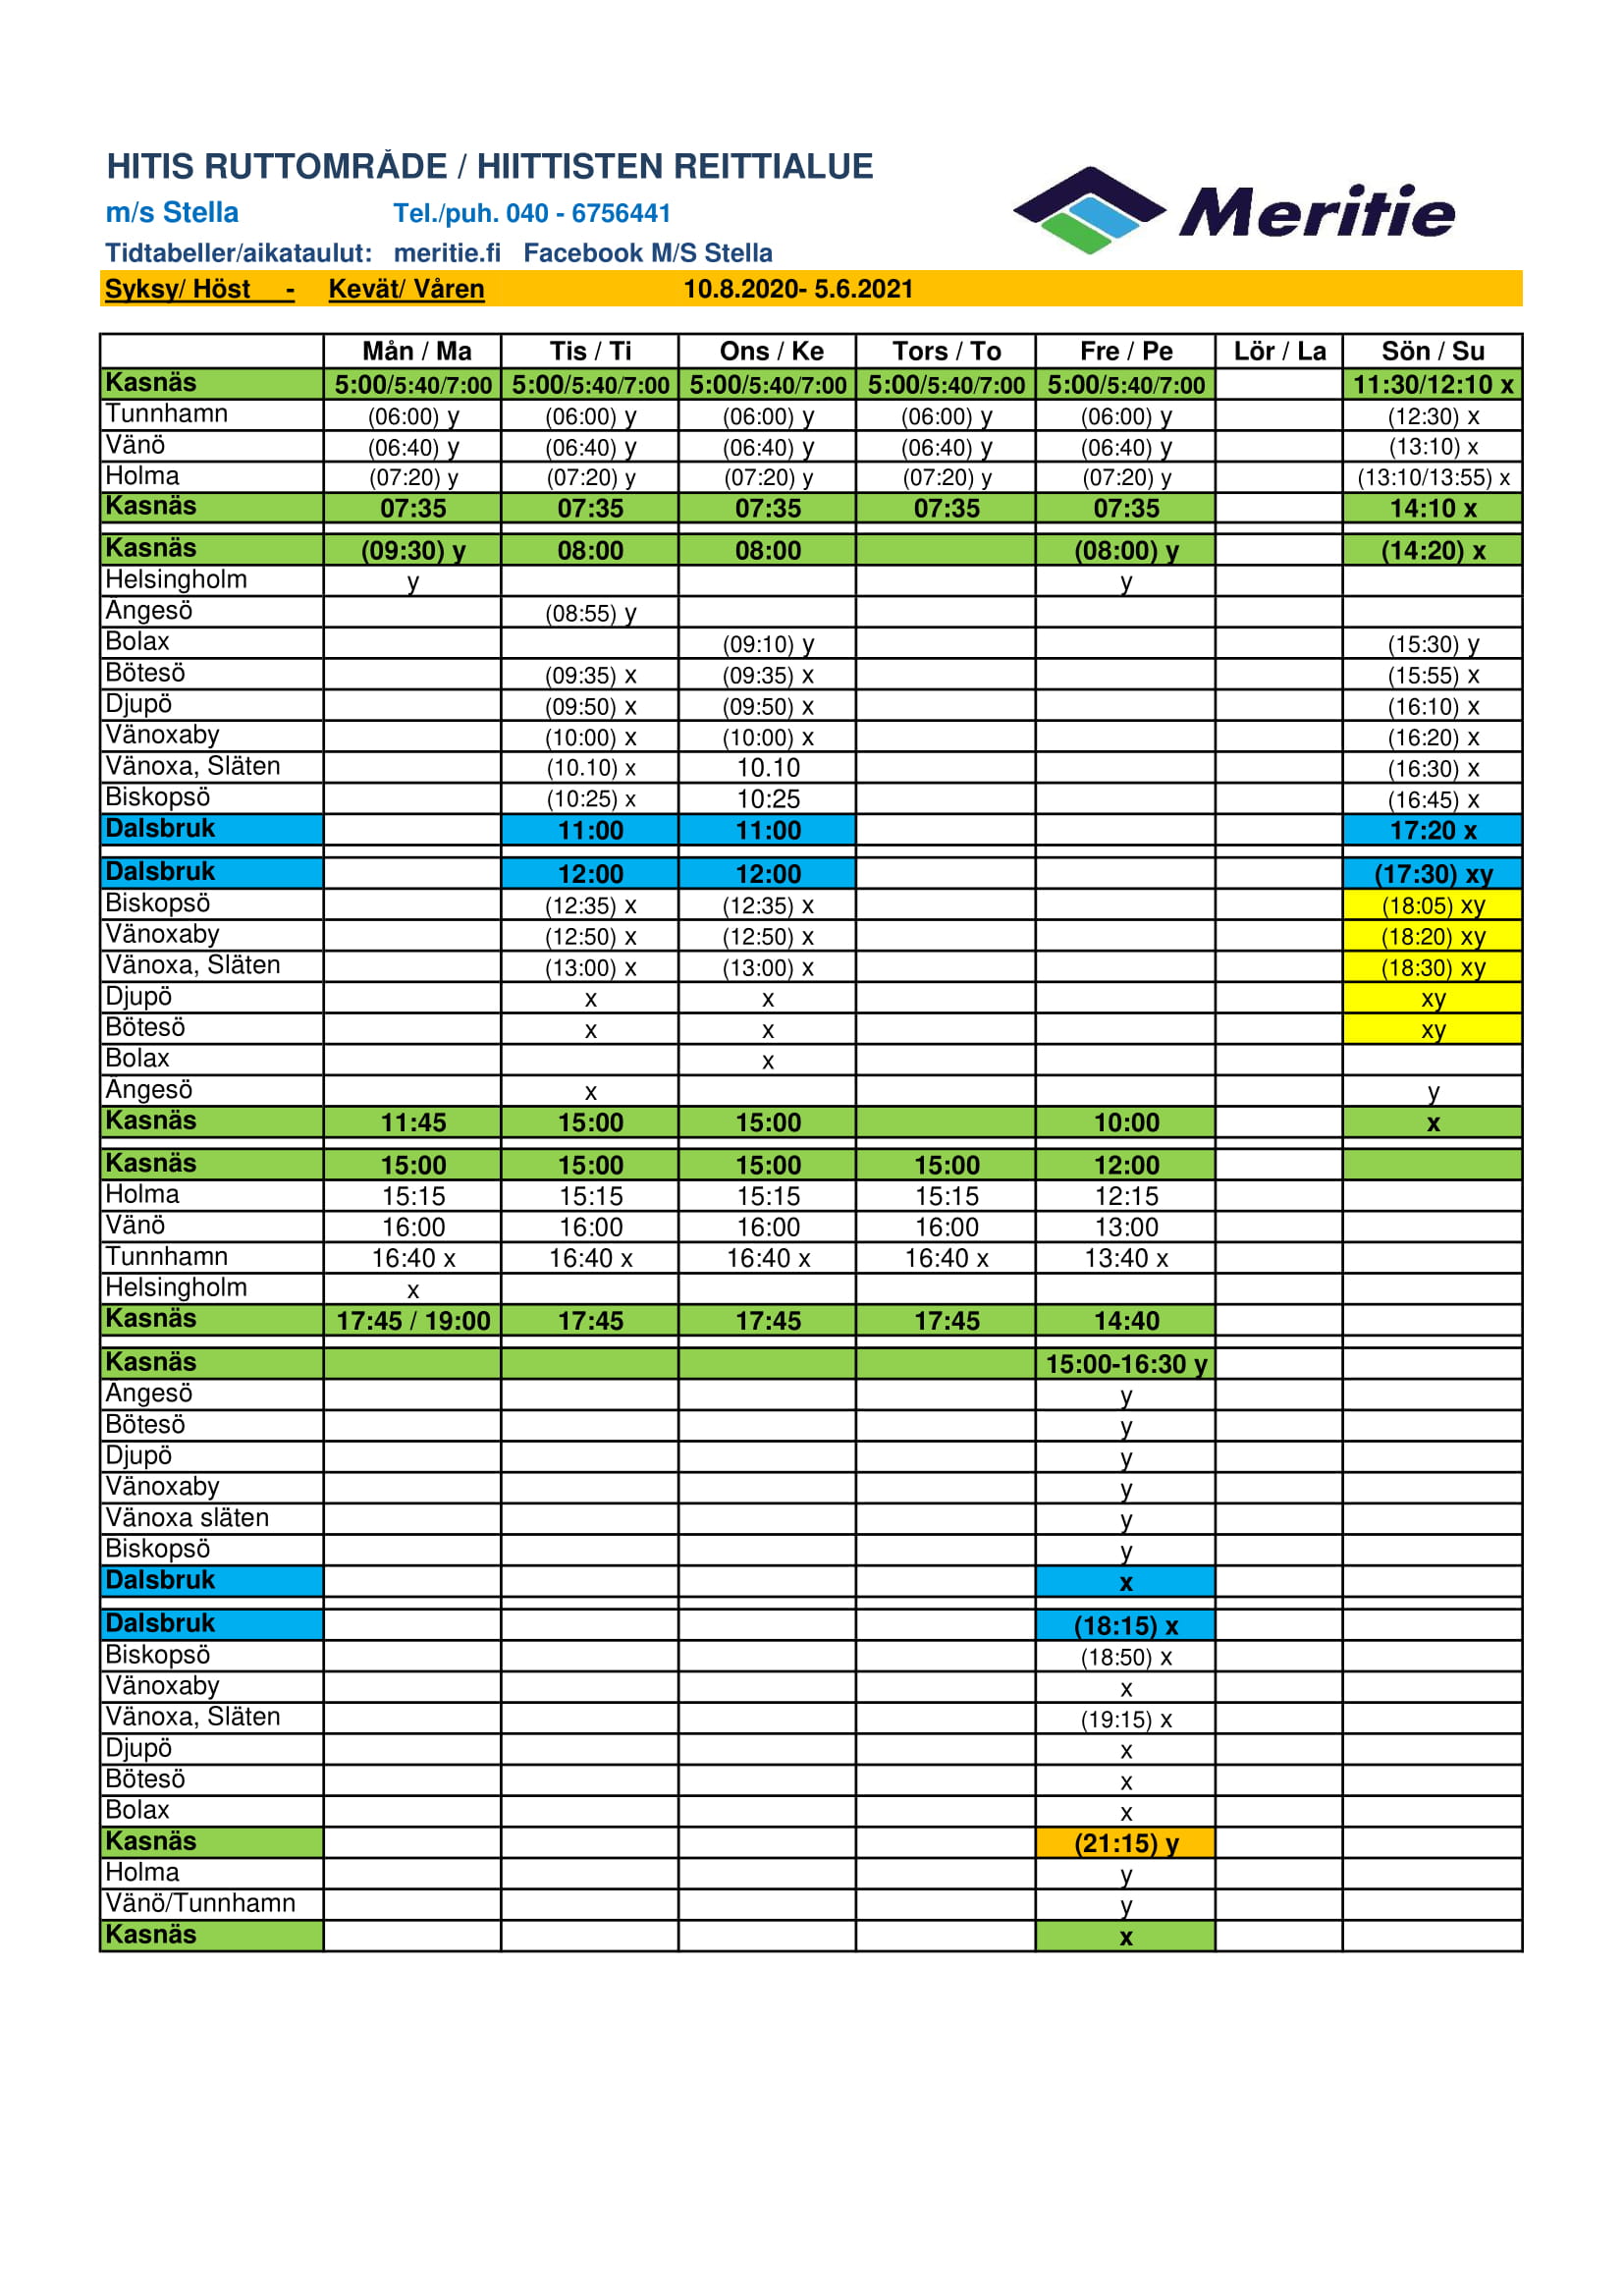 HITIS RUTTOMRÅDE / HIITTISTEN REITTIALUE
m/s Stella Tel./puh. 040 - 6756441
Meritie
Tidtabeller/aikataulut: meritie.fi Facebook M/S Stella
Syksy/ Höst - Kevät/ Våren 10.8.2020- 5.6.2021
Mån / Ma Tis / Ti Ons / Ke Tors / To Fre / Pe Lör / La Sön / Su
Kasnäs 5:00/5:40/7:00 5:00/5:40/7:00 5:00/5:40/7:00 5:00/5:40/7:00 5:00/5:40/7:00 11:30/12:10 x
Tunnhamn (06:00) y (06:00) y (06:00) y (06:00) y (06:00) y (12:30) x
Vänö (06:40) y (06:40) y (06:40) y (06:40) y (06:40) y (13:10) x
Holma (07:20) y (07:20) y (07:20) y (07:20) y (07:20) y (13:10/13:55) x
Kasnäs 07:35 07:35 07:35 07:35 07:35 14:10 x
Kasnäs (09:30) y 08:00 08:00 (08:00) y (14:20) x
Helsingholm y y
Ängesö (08:55) y
Bolax (09:10) y (15:30) y
Bötesö (09:35) x (09:35) x (15:55) x
Djupö (09:50) x (09:50) x (16:10) x
Vänoxaby (10:00) x (10:00) x (16:20) x
Vänoxa, Släten (10.10) x 10.10 (16:30) x
Biskopsö (10:25) x 10:25 (16:45) x
Dalsbruk 11:00 11:00 17:20 x
Dalsbruk 12:00 12:00 (17:30) xy
Biskopsö (12:35) x (12:35) x (18:05) xy
Vänoxaby (12:50) x (12:50) x (18:20) xy
Vänoxa, Släten (13:00) x (13:00) x (18:30) xy
Djupö x x xy
Bötesö x x xy
Bolax x
Ängesö x y
Kasnäs 11:45 15:00 15:00 10:00 x
Kasnäs 15:00 15:00 15:00 15:00 12:00
Holma 15:15 15:15 15:15 15:15 12:15
Vänö 16:00 16:00 16:00 16:00 13:00
Tunnhamn 16:40 x 16:40 x 16:40 x 16:40 x 13:40 x
Helsingholm x
Kasnäs 17:45 / 19:00 17:45 17:45 17:45 14:40
Kasnäs 15:00-16:30 y
Ängesö y
Bötesö y
Djupö y
Vänoxaby y
Vänoxa släten y
Biskopsö y
Dalsbruk x
Dalsbruk (18:15) x
Biskopsö (18:50) x
Vänoxaby x
Vänoxa, Släten (19:15) x
Djupö x
Bötesö x
Bolax x
Kasnäs (21:15) y
Holma y
Vänö/Tunnhamn y
Kasnäs x